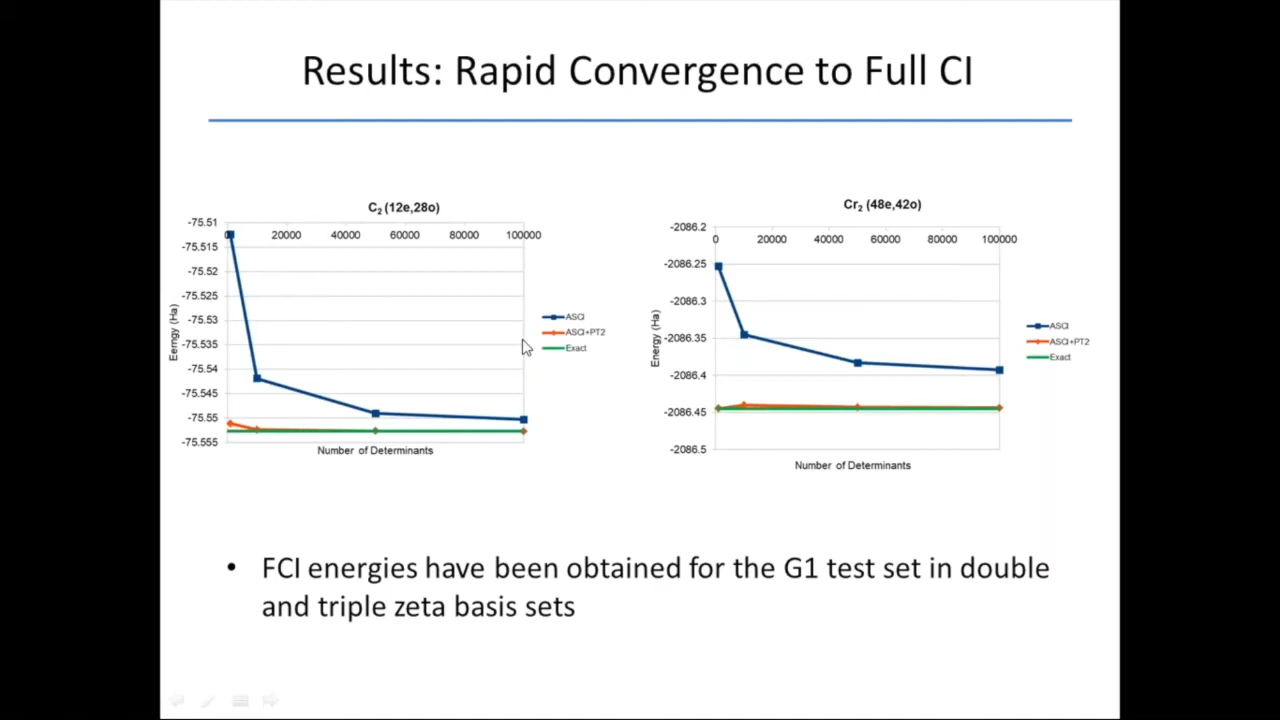 Results: Rapid Convergence to Full CI
C2 (12e,28o)
-75.51
-75.515
-75.52
-75.525
-75.53
-75.535
-75.54
-75.545
-75.55
-75.555
0 20000 40000 60000 80000 100000
Eerngy (Ha)
Number of Determinants
ASCI
ASCI+PT2
Exact
Cr2 (48e,42o)
-2086.2
-2086.25
-2086.3
-2086.35
-2086.4
-2086.45
-2086.5
0 20000 40000 60000 80000 100000
Energy (Ha)
Number of Determinants
ASCI
ASCI+PT2
Exact
• FCI energies have been obtained for the G1 test set in double
and triple zeta basis sets